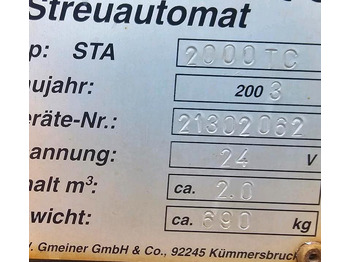 Streuautomat
p: STA 2000TC
ujahr: 2003
eräte-Nr.: 21302062
annung: 24 V
halt m³: ca. 2.0
wicht: ca. 690 kg
. Gmeiner GmbH & Co., 92245 Kümmersbruck